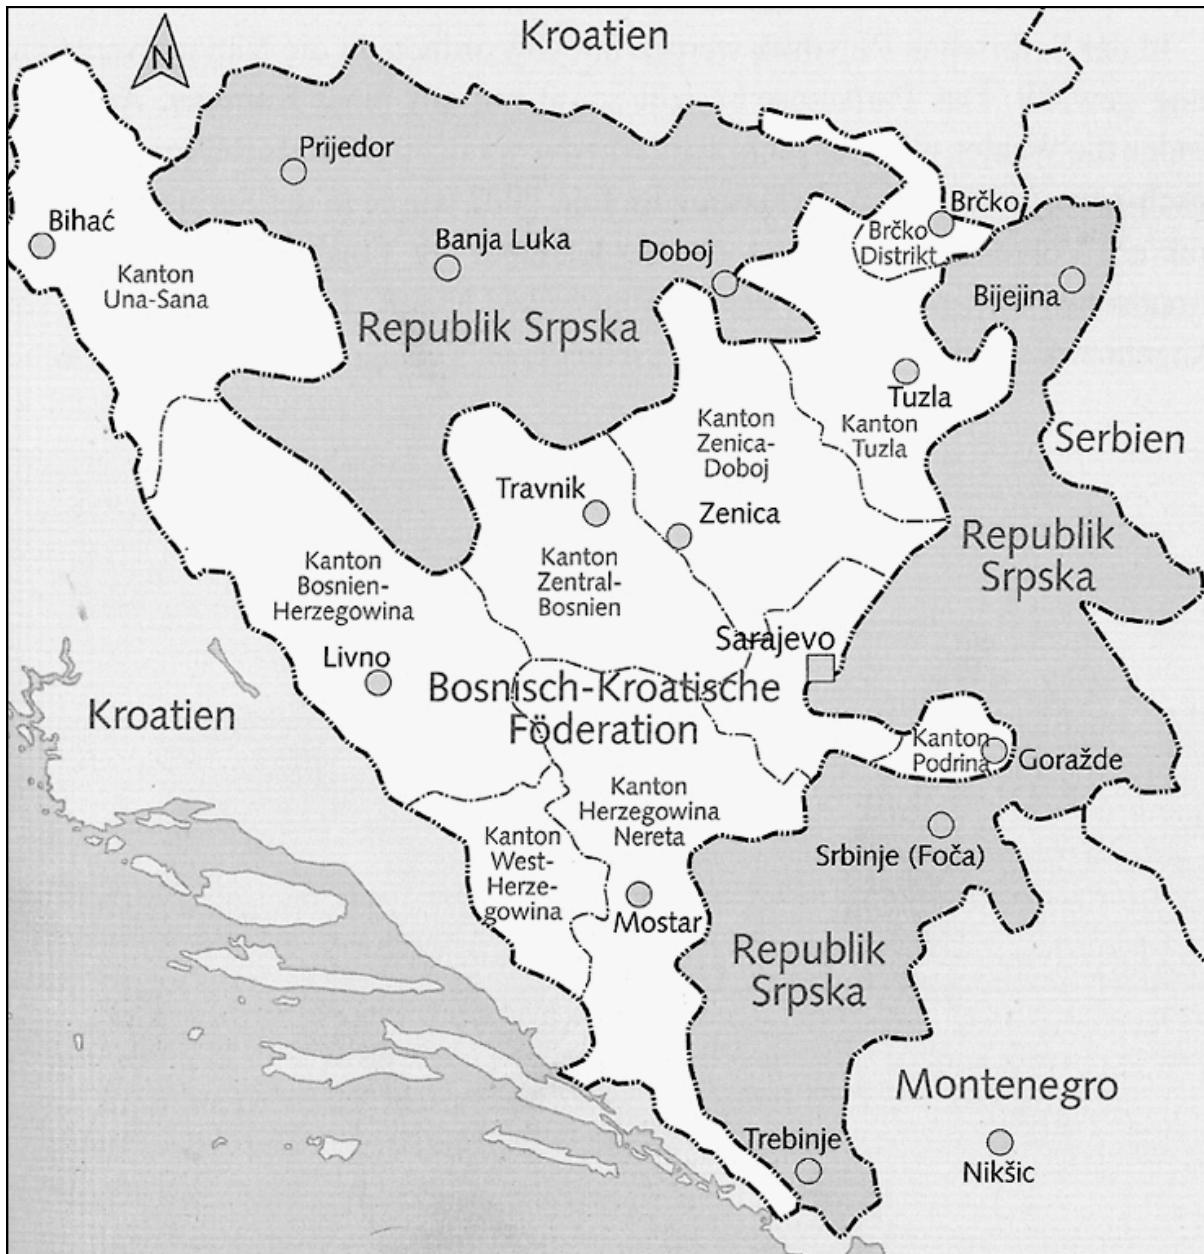 Kroatien
N
Prijedor
Bihać
Kanton
Una-Sana
Banja Luka
Doboj
Brčko
Brčko
Distrikt
Bijejina
Republik Srpska
Tuzla
Kanton
Tuzla
Kanton
Zenica-
Doboj
Serbien
Travnik
Zenica
Kanton
Zentral-
Bosnien
Republik
Srpska
Kanton
Bosnien-
Herzegowina
Livno
Sarajevo
Bosnisch-Kroatische
Föderation
Kroatien
Kanton
Podrina
Goražde
Kanton
Herzegowina
Nereta
Kanton
West-
Herze-
gowina
Mostar
Srbinje (Foča)
Republik
Srpska
Montenegro
Trebinje
Nikšic